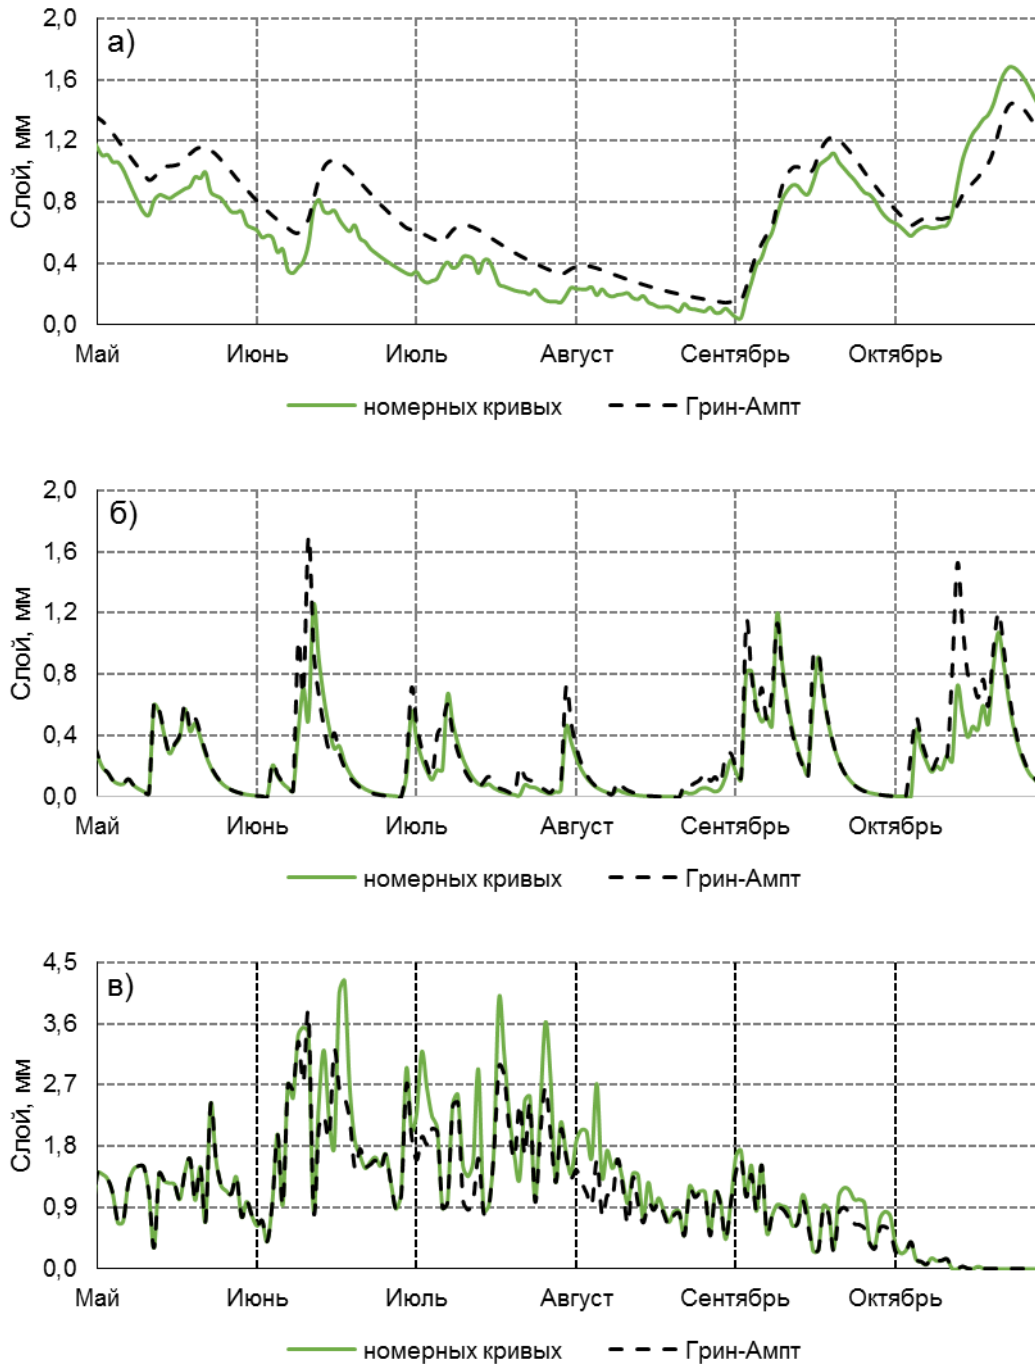 а)
Слой, мм
2,0
1,6
1,2
0,8
0,4
0,0
Май Июнь Июль Август Сентябрь Октябрь
номерных кривых Грин-Ампт
б)
Слой, мм
2,0
1,6
1,2
0,8
0,4
0,0
Май Июнь Июль Август Сентябрь Октябрь
номерных кривых Грин-Ампт
в)
Слой, мм
4,5
3,6
2,7
1,8
0,9
0,0
Май Июнь Июль Август Сентябрь Октябрь
номерных кривых Грин-Ампт